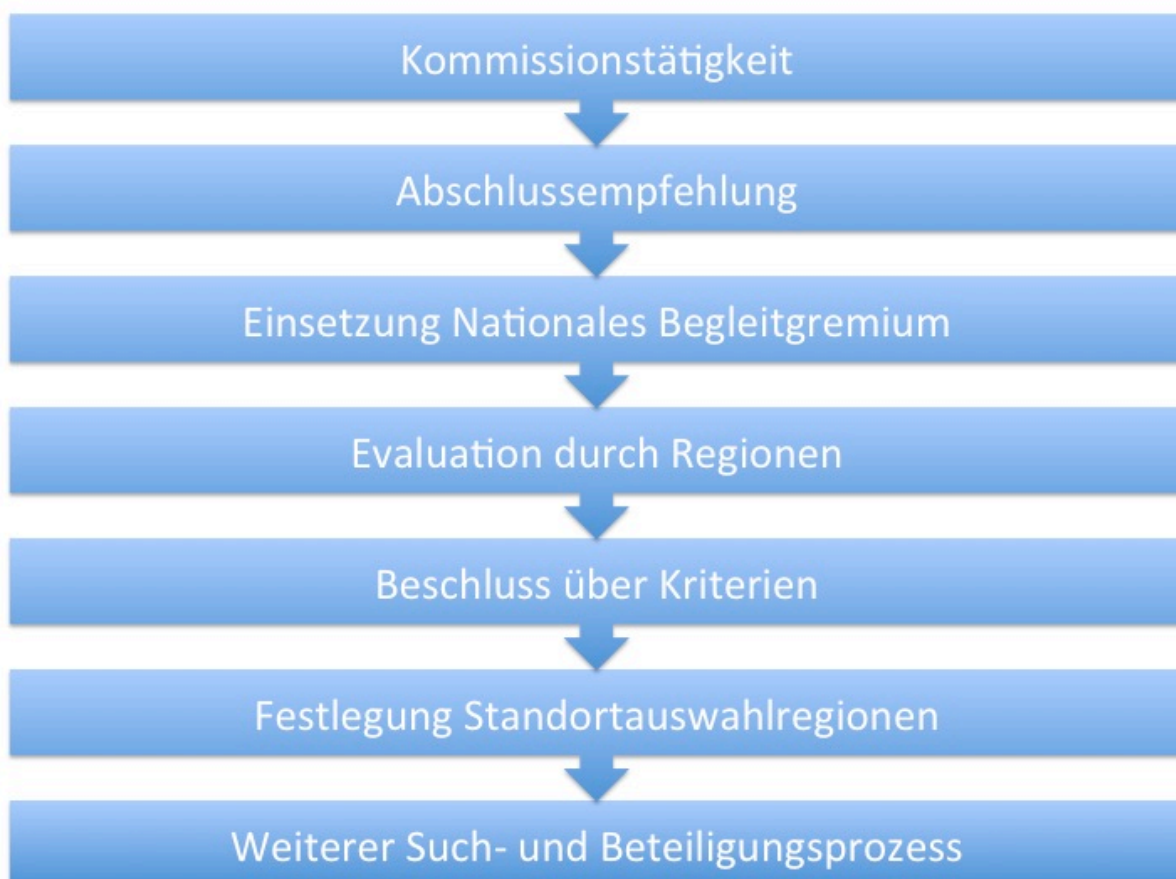 Kommissionstätigkeit
Abschlussempfehlung
Einsetzung Nationales Begleitgremium
Evaluation durch Regionen
Beschluss über Kriterien
Festlegung Standortauswahlregionen
Weiterer Such- und Beteiligungsprozess